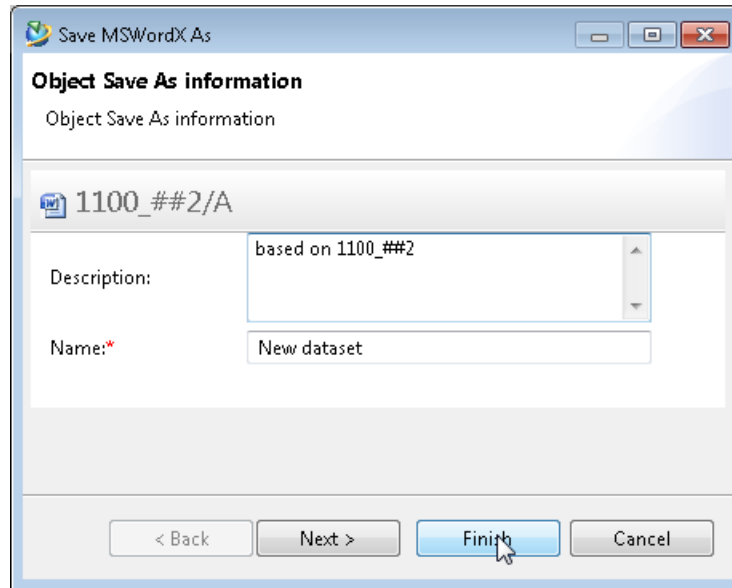 Save MSWordX As
Object Save As information
Object Save As information
1100_##2/A
Description:
based on 1100_##2
Name:*
New dataset
< Back
Next >
Finish
Cancel